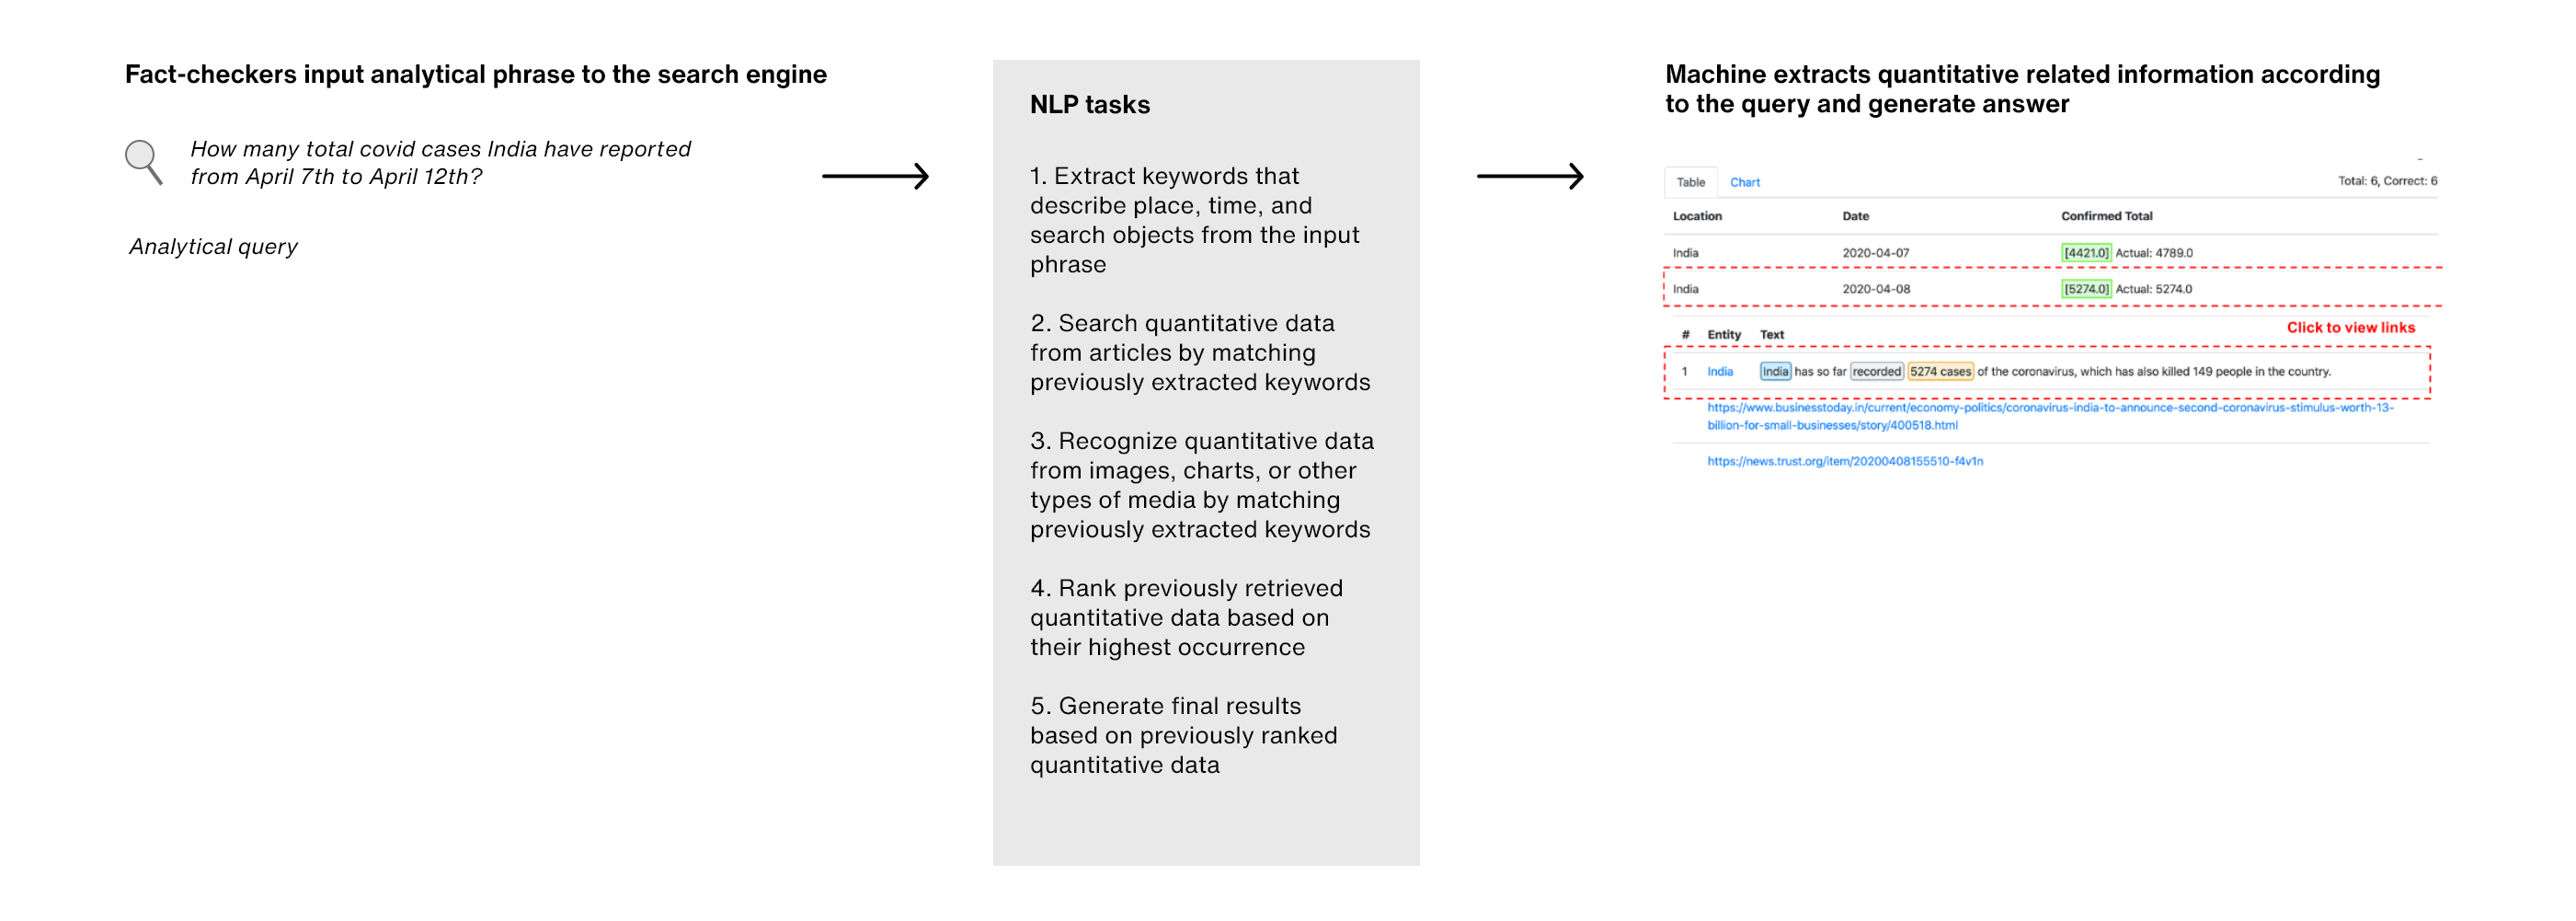 Fact-checkers input analytical phrase to the search engine
How many total covid cases India have reported
from April 7th to April 12th?
Analytical query
NLP tasks
1. Extract keywords that
describe place, time, and
search objects from the input
phrase
2. Search quantitative data
from articles by matching
previously extracted keywords
3. Recognize quantitative data
from images, charts, or other
types of media by matching
previously extracted keywords
4. Rank previously retrieved
quantitative data based on
their highest occurrence
5. Generate final results
based on previously ranked
quantitative data
Machine extracts quantitative related information according
to the query and generate answer
Table Chart Total: 6, Correct: 6
Location Date Confirmed Total
India 2020-04-07 [4421.0] Actual: 4789.0
India 2020-04-08 [5274.0] Actual: 5274.0
Click to view links
# Entity Text
1 India India has so far recorded 5274 cases of the coronavirus, which has also killed 149 people in the country.
https://www.businesstoday.in/current/economy-politics/coronavirus-india-to-announce-second-coronavirus-stimulus-worth-13-
billion-for-small-businesses/story/400518.html
https://news.trust.org/item/20200408155510-f4v1n